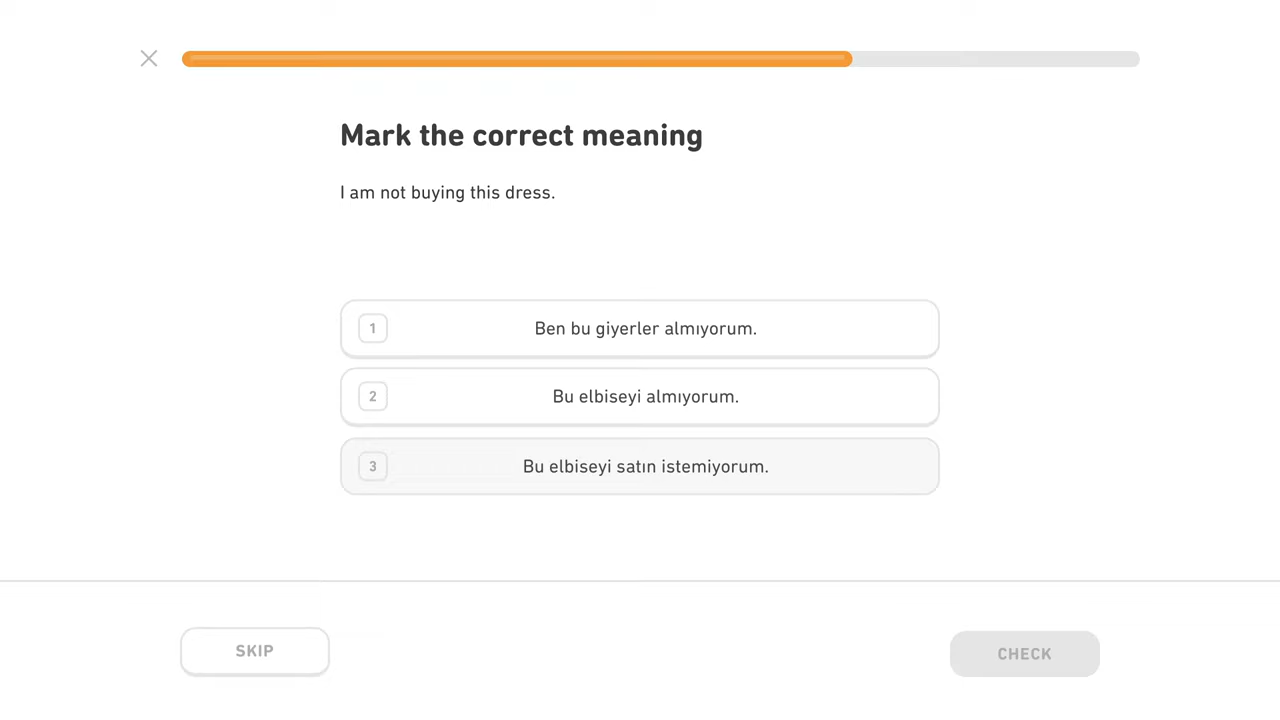 Mark the correct meaning
I am not buying this dress.
1 Ben bu giyerler almıyorum.
2 Bu elbiseyi almıyorum.
3 Bu elbiseyi satın istemiyorum.
SKIP
CHECK